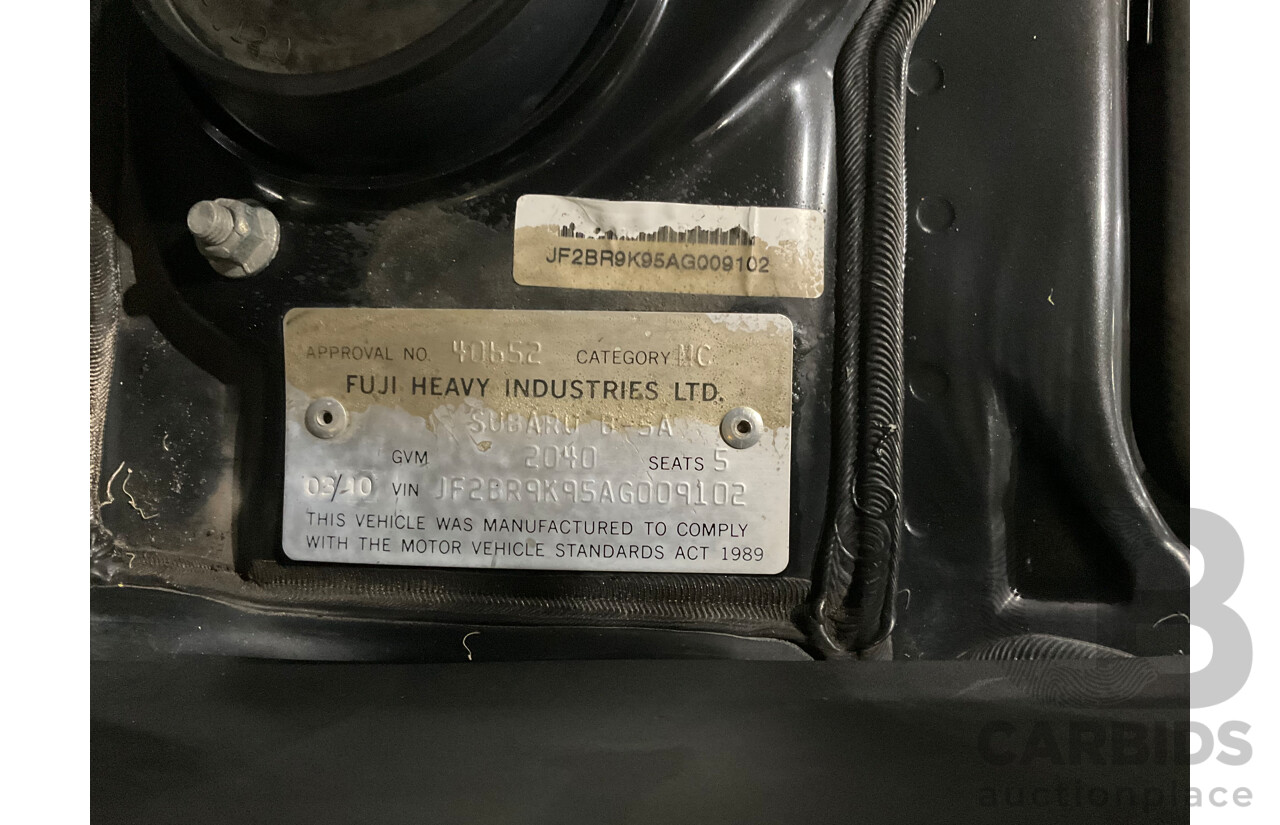 JF2BR9K95AG009102
APPROVAL NO. 40652 CATEGORY MC
FUJI HEAVY INDUSTRIES LTD.
SUBARU B-5A
GVM 2040 SEATS 5
03/10 VIN JF2BR9K95AG009102
THIS VEHICLE WAS MANUFACTURED TO COMPLY
WITH THE MOTOR VEHICLE STANDARDS ACT 1989
B
CARBIDS
auctionplace